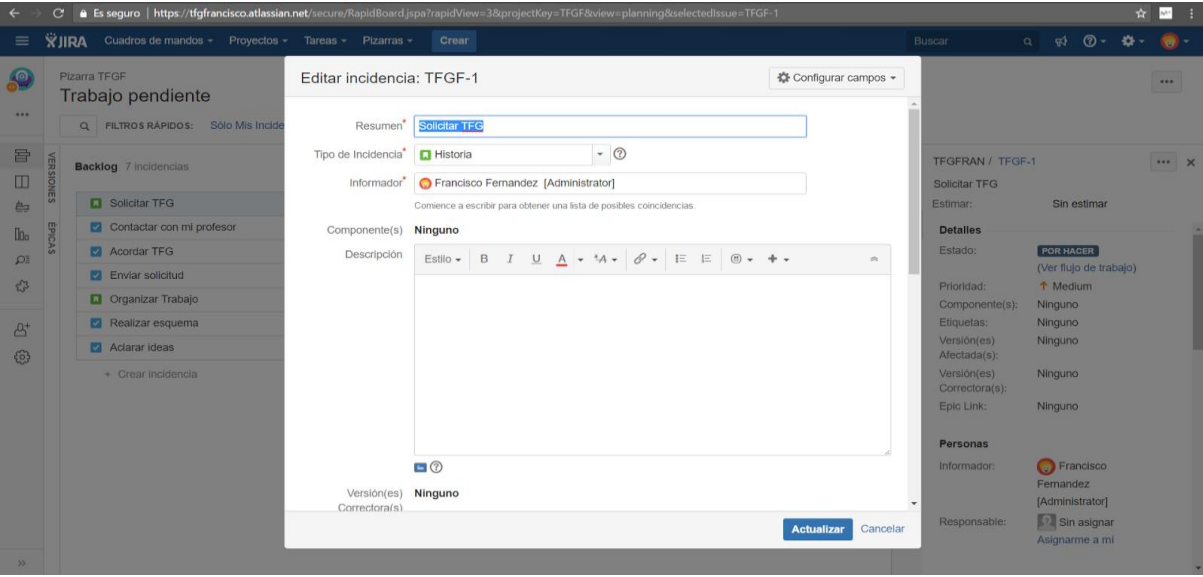 Es seguro | https://tfgfrancisco.atlassian.net/secure/RapidBoard.jspa?rapidView=3&projectKey=TFGF&view=planning&selectedIssue=TFGF-1
JIRA Cuadros de mandos Proyectos Tareas Pizarras Crear Buscar
Pizarra TFGF
Trabajo pendiente
FILTROS RÁPIDOS: Sólo Mis Incide
VERSIONES
ÉPICAS
Backlog 7 incidencias
Solicitar TFG
Contactar con mi profesor
Acordar TFG
Enviar solicitud
Organizar Trabajo
Realizar esquema
Aclarar ideas
+ Crear incidencia
Editar incidencia: TFGF-1
Configurar campos
Resumen* Solicitar TFG
Tipo de Incidencia* Historia
Informador* Francisco Fernandez [Administrator]
Comience a escribir para obtener una lista de posibles coincidencias.
Componente(s) Ninguno
Descripción
Estilo B I U A
Versión(es) Ninguno
Correctora(s)
Actualizar Cancelar
TFGFRAN / TFGF-1
Solicitar TFG
Estimar: Sin estimar
Detalles
Estado: POR HACER
(Ver flujo de trabajo)
Prioridad: Medium
Componente(s): Ninguno
Etiquetas: Ninguno
Versión(es) Ninguno
Afectada(s):
Versión(es) Ninguno
Correctora(s):
Epic Link: Ninguno
Personas
Informador: Francisco
Fernandez
[Administrator]
Responsable: Sin asignar
Asignarme a mí